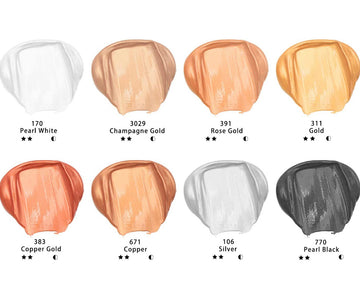 170
Pearl White
★★ ◐
3029
Champagne Gold
★★ ◐
391
Rose Gold
★★ ◐
311
Gold
★★ ◐
383
Copper Gold
★★ ◐
671
Copper
★★ ◐
106
Silver
★★ ◐
770
Pearl Black
★★ ◐